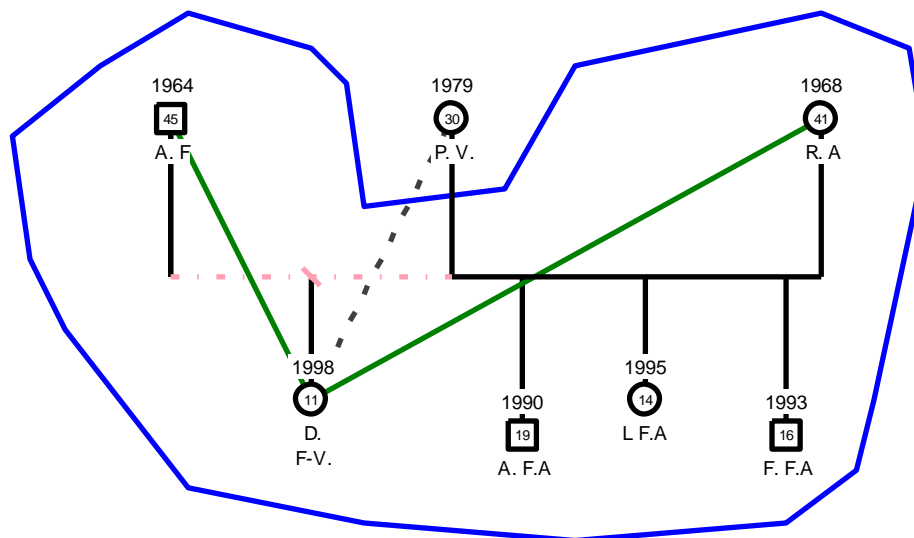 1964
1979
1968
45
30
41
A. F
P. V.
R. A
1998
1995
11
14
1990
1993
D.
F-V.
L F.A
19
16
A. F.A
F. F.A